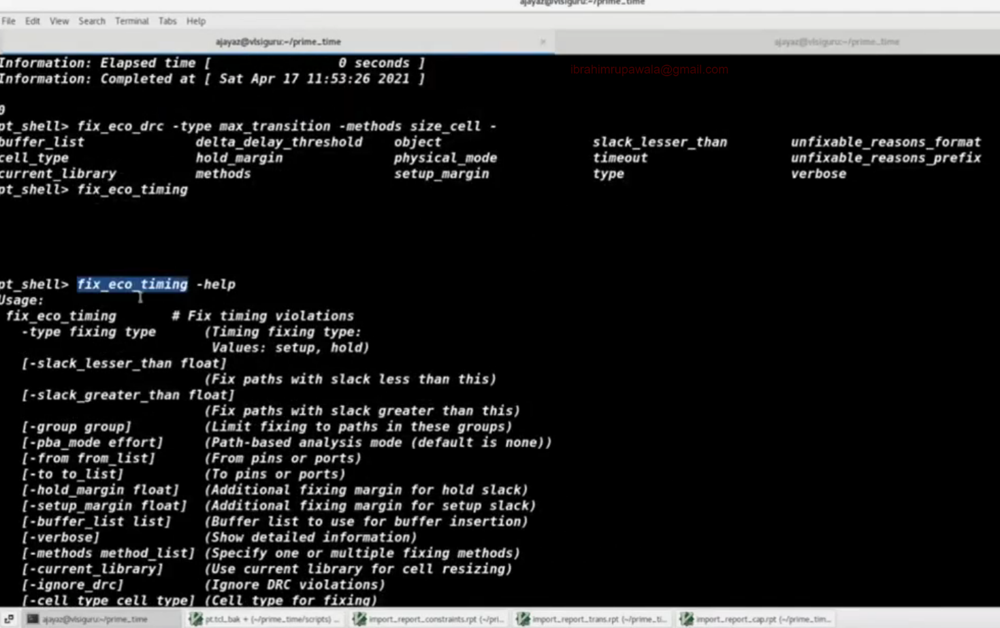 ajayaz@vlsiguru:~/prime_time
File Edit View Search Terminal Tabs Help
ajayaz@vlsiguru:~/prime_time × ajayaz@vlsiguru:~/prime_time
Information: Elapsed time [ 0 seconds ]
ibrahimrupawala@gmail.com
Information: Completed at [ Sat Apr 17 11:53:26 2021 ]
0
pt_shell> fix_eco_drc -type max_transition -methods size_cell -
buffer_list delta_delay_threshold object slack_lesser_than unfixable_reasons_format
cell_type hold_margin physical_mode timeout unfixable_reasons_prefix
current_library methods setup_margin type verbose
pt_shell> fix_eco_timing
pt_shell> fix_eco_timing -help
Usage:
fix_eco_timing # Fix timing violations
-type fixing type (Timing fixing type:
Values: setup, hold)
[-slack_lesser_than float]
(Fix paths with slack less than this)
[-slack_greater_than float]
(Fix paths with slack greater than this)
[-group group] (Limit fixing to paths in these groups)
[-pba_mode effort] (Path-based analysis mode (default is none))
[-from from_list] (From pins or ports)
[-to to_list] (To pins or ports)
[-hold_margin float] (Additional fixing margin for hold slack)
[-setup_margin float] (Additional fixing margin for setup slack)
[-buffer_list list] (Buffer list to use for buffer insertion)
[-verbose] (Show detailed information)
[-methods method_list] (Specify one or multiple fixing methods)
[-current_library] (Use current library for cell resizing)
[-ignore_drc] (Ignore DRC violations)
[-cell_type cell_type] (Cell type for fixing)
ajayaz@vlsiguru:~/prime_time pt.tcl_bak + (~/prime_time/scripts) ... import_report_constraints.rpt (~/pri... import_report_trans.rpt (~/prime_ti... import_report_cap.rpt (~/prime_tim...